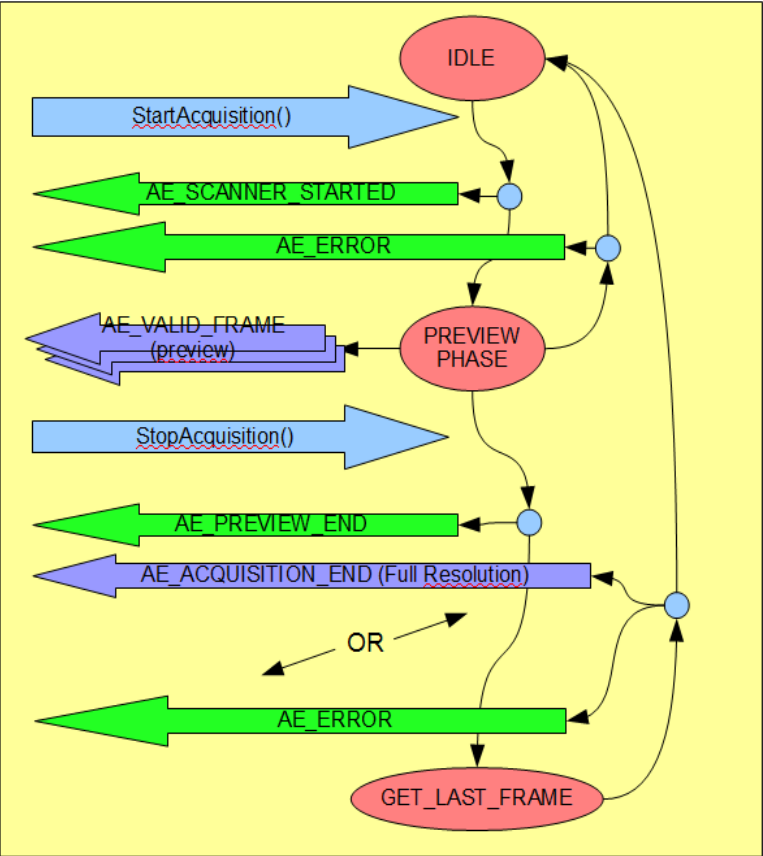 IDLE
StartAcquisition()
AE_SCANNER_STARTED
AE_ERROR
AE_VALID_FRAME
(preview)
PREVIEW
PHASE
StopAcquisition()
AE_PREVIEW_END
AE_ACQUISITION_END (Full Resolution)
OR
AE_ERROR
GET_LAST_FRAME